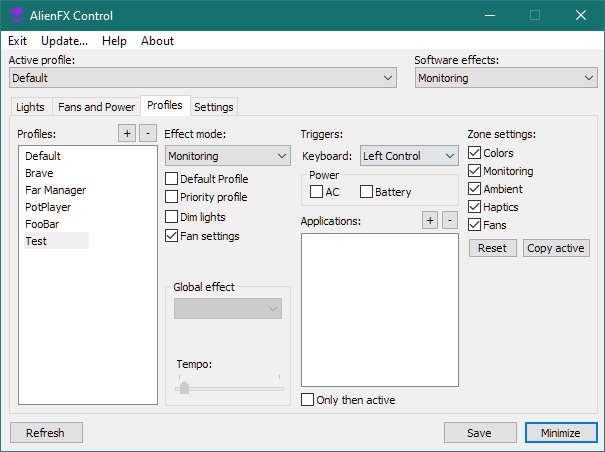 AlienFX Control
Exit Update... Help About
Active profile: Software effects:
Default Monitoring
Lights Fans and Power Profiles Settings
Profiles: + - Effect mode: Triggers: Zone settings:
Default Monitoring Keyboard: Left Control Colors
Brave Default Profile Power Monitoring
Far Manager Priority profile AC Battery Ambient
PotPlayer Dim lights Haptics
FooBar Fan settings Applications: + - Fans
Test
Reset Copy active
Global effect
Tempo:
Only then active
Refresh Save Minimize